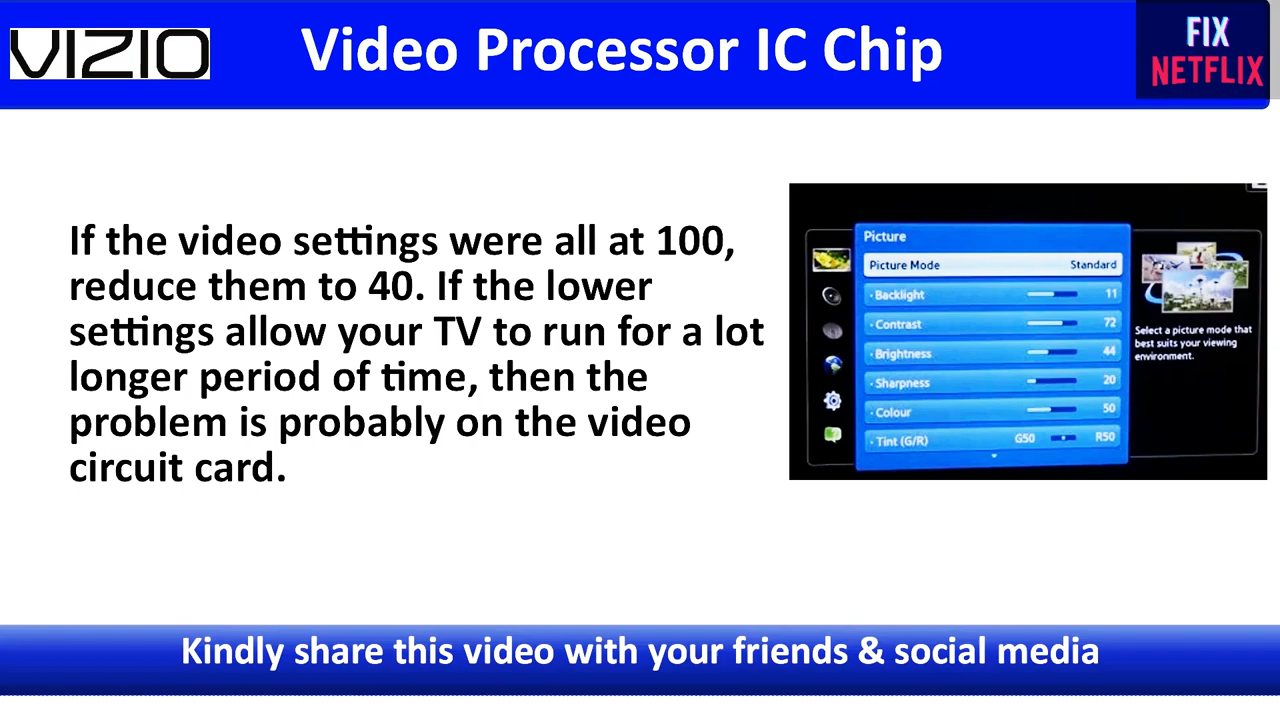 VIZIO
Video Processor IC Chip
FIX
NETFLIX
If the video settings were all at 100,
reduce them to 40. If the lower
settings allow your TV to run for a lot
longer period of time, then the
problem is probably on the video
circuit card.
Picture
Picture Mode Standard
· Backlight 11
· Contrast 72
· Brightness 44
· Sharpness 20
· Colour 50
· Tint (G/R) G50 R50
Select a picture mode that
best suits your viewing
environment.
Kindly share this video with your friends & social media